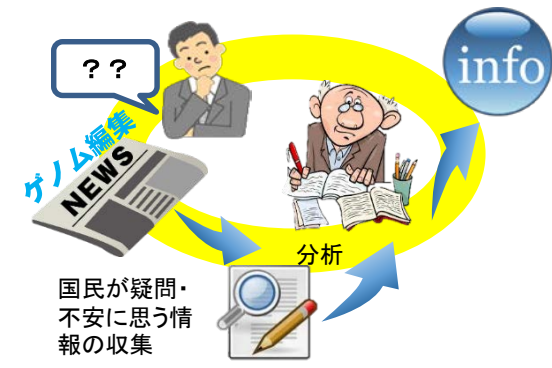 ？？
info
ゲノム編集
NEWS
分析
国民が疑問・
不安に思う情
報の収集